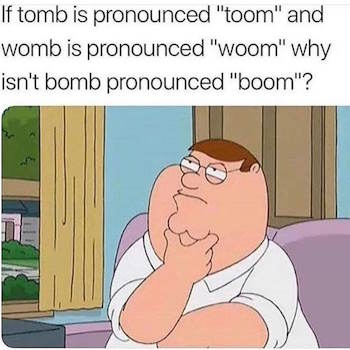 If tomb is pronounced "toom" and
womb is pronounced "woom" why
isn't bomb pronounced "boom"?